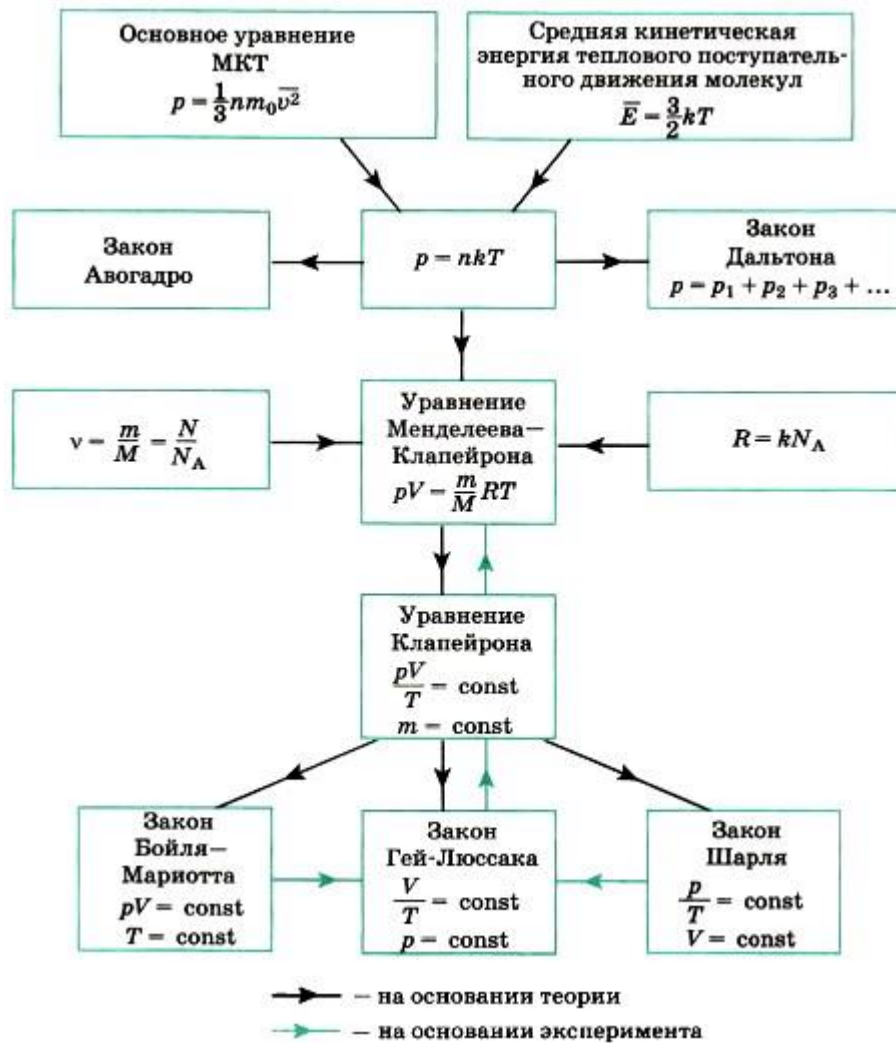 Основное уравнение
МКТ
p = 1/3 nm₀v̅²
Средняя кинетическая
энергия теплового поступатель-
ного движения молекул
E̅ = 3/2 kT
Закон
Авогадро
p = nkT
Закон
Дальтона
p = p₁ + p₂ + p₃ + ...
ν = m/M = N/N_A
Уравнение
Менделеева—
Клапейрона
pV = m/M RT
R = kN_A
Уравнение
Клапейрона
pV/T = const
m = const
Закон
Бойля—
Мариотта
pV = const
T = const
Закон
Гей-Люссака
V/T = const
p = const
Закон
Шарля
p/T = const
V = const
– на основании теории
– на основании эксперимента